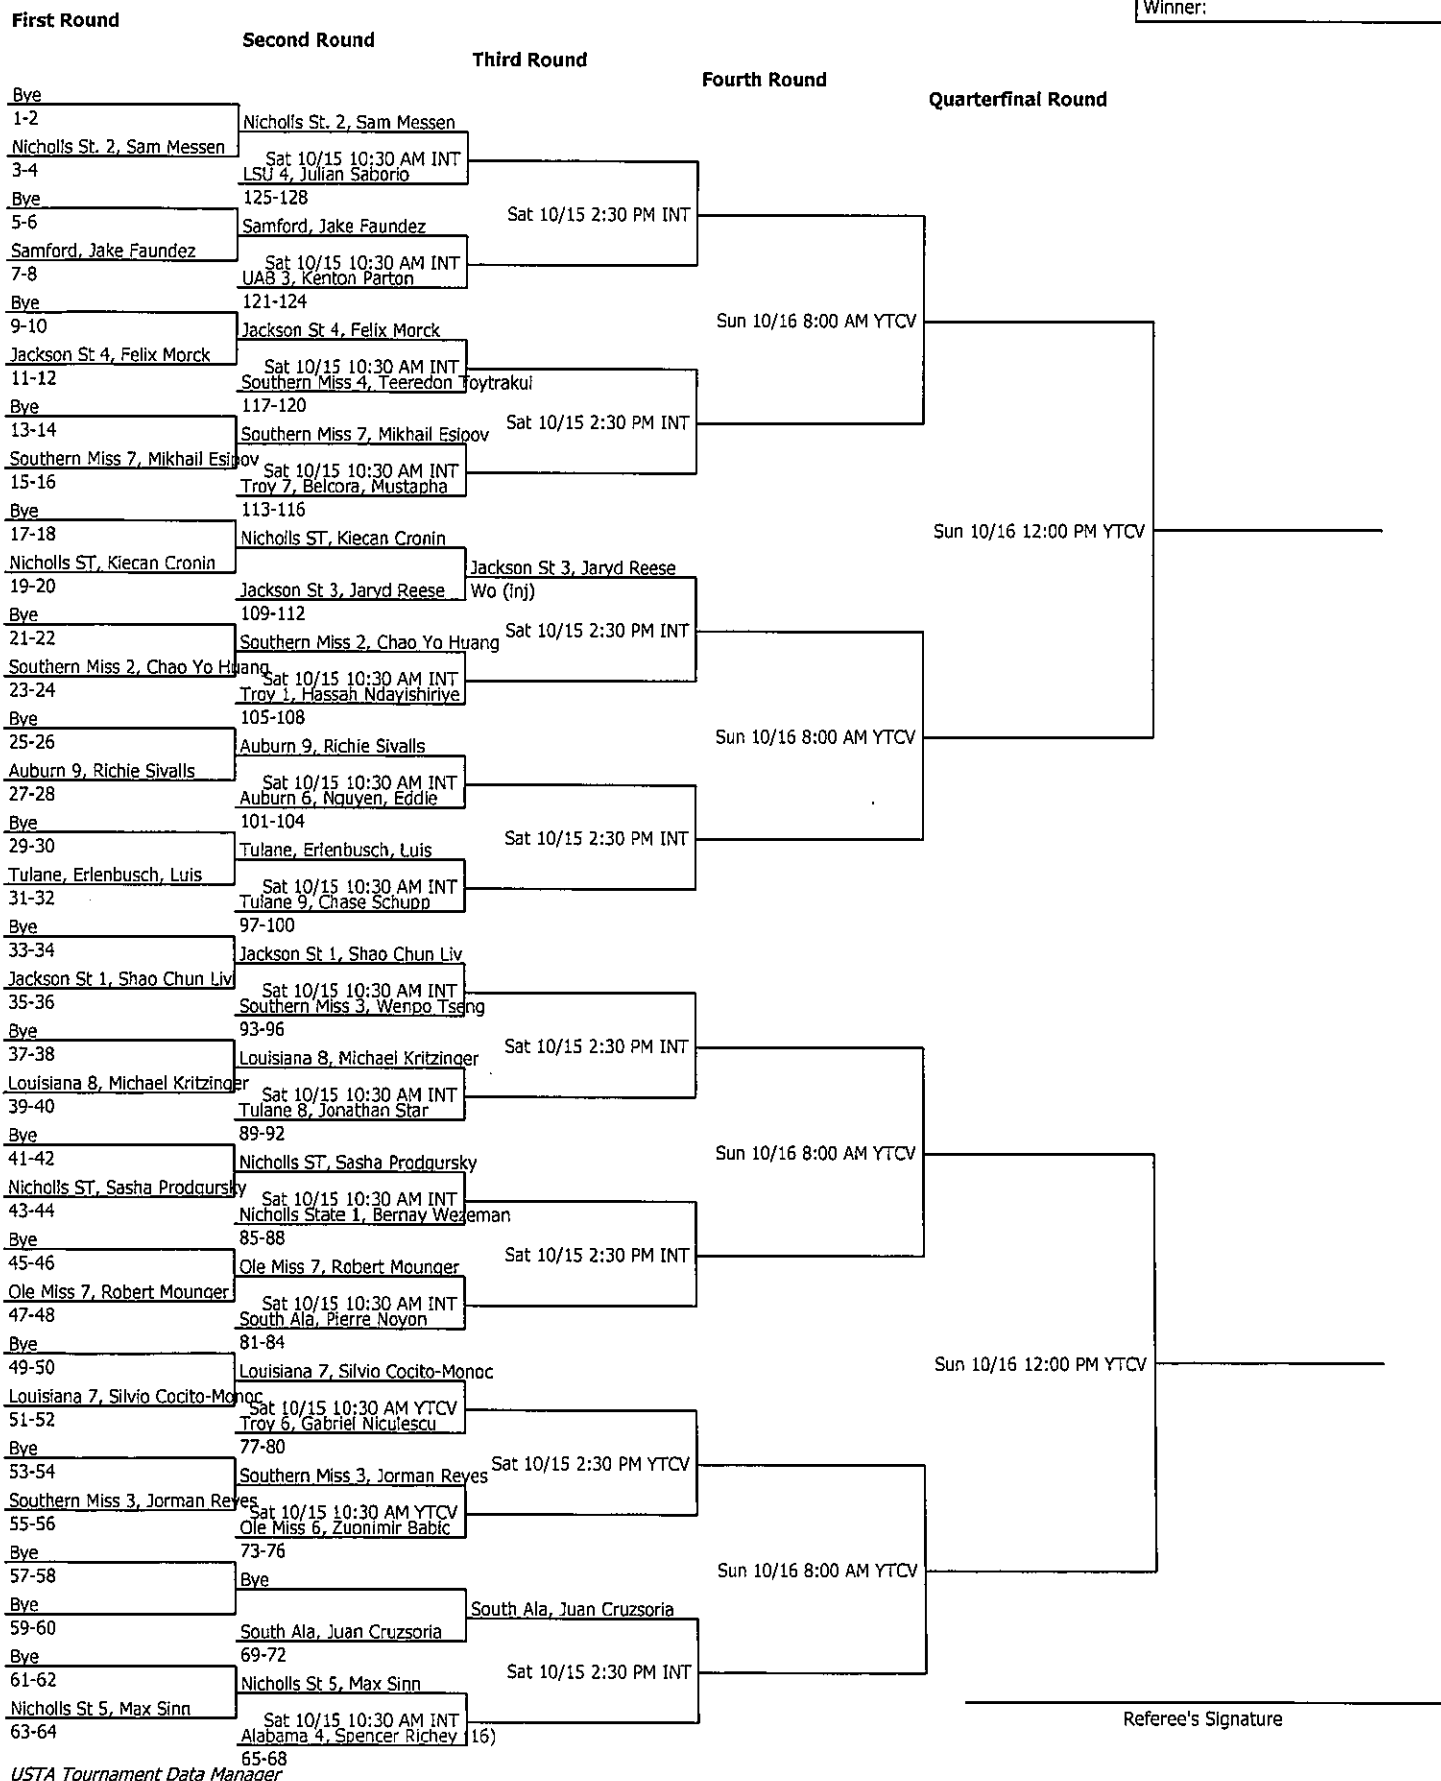 Winner:
First Round
Second Round
Third Round
Fourth Round
Quarterfinal Round
Bye
1-2
Nicholls St. 2, Sam Messen
3-4
Bye
5-6
Samford, Jake Faundez
7-8
Bye
9-10
Jackson St 4, Felix Morck
11-12
Bye
13-14
Southern Miss 7, Mikhail Esipov
15-16
Bye
17-18
Nicholls ST, Kiecan Cronin
19-20
Bye
21-22
Southern Miss 2, Chao Yo Huang
23-24
Bye
25-26
Auburn 9, Richie Sivalls
27-28
Bye
29-30
Tulane, Erlenbusch, Luis
31-32
Bye
33-34
Jackson St 1, Shao Chun Liv
35-36
Bye
37-38
Louisiana 8, Michael Kritzinger
39-40
Bye
41-42
Nicholls ST, Sasha Prodgursky
43-44
Bye
45-46
Ole Miss 7, Robert Mounger
47-48
Bye
49-50
Louisiana 7, Silvio Cocito-Monoc
51-52
Bye
53-54
Southern Miss 3, Jorman Reyes
55-56
Bye
57-58
Bye
59-60
Bye
61-62
Nicholls St 5, Max Sinn
63-64
Nicholls St. 2, Sam Messen
Sat 10/15 10:30 AM INT
LSU 4, Julian Saborio
125-128
Samford, Jake Faundez
Sat 10/15 10:30 AM INT
UAB 3, Kenton Parton
121-124
Jackson St 4, Felix Morck
Sat 10/15 10:30 AM INT
Southern Miss 4, Teeredon Toytrakul
117-120
Southern Miss 7, Mikhail Esipov
Sat 10/15 10:30 AM INT
Troy 7, Belcora, Mustapha
113-116
Nicholls ST, Kiecan Cronin
Jackson St 3, Jaryd Reese
109-112
Southern Miss 2, Chao Yo Huang
Sat 10/15 10:30 AM INT
Troy 1, Hassah Ndayishiriye
105-108
Auburn 9, Richie Sivalls
Sat 10/15 10:30 AM INT
Auburn 6, Nguyen, Eddie
101-104
Tulane, Erlenbusch, Luis
Sat 10/15 10:30 AM INT
Tulane 9, Chase Schupp
97-100
Jackson St 1, Shao Chun Liv
Sat 10/15 10:30 AM INT
Southern Miss 3, Wenpo Tseng
93-96
Louisiana 8, Michael Kritzinger
Sat 10/15 10:30 AM INT
Tulane 8, Jonathan Star
89-92
Nicholls ST, Sasha Prodgursky
Sat 10/15 10:30 AM INT
Nicholls State 1, Bernay Wezeman
85-88
Ole Miss 7, Robert Mounger
Sat 10/15 10:30 AM INT
South Ala, Pierre Noyon
81-84
Louisiana 7, Silvio Cocito-Monoc
Sat 10/15 10:30 AM YTCV
Troy 6, Gabriel Niculescu
77-80
Southern Miss 3, Jorman Reyes
Sat 10/15 10:30 AM YTCV
Ole Miss 6, Zuonimir Babic
73-76
Bye
South Ala, Juan Cruzsoria
69-72
Nicholls St 5, Max Sinn
Sat 10/15 10:30 AM INT
Alabama 4, Spencer Richey (16)
65-68
Sat 10/15 2:30 PM INT
Sat 10/15 2:30 PM INT
Jackson St 3, Jaryd Reese
Wo (inj)
Sat 10/15 2:30 PM INT
Sat 10/15 2:30 PM INT
Sat 10/15 2:30 PM INT
Sat 10/15 2:30 PM INT
Sat 10/15 2:30 PM YTCV
South Ala, Juan Cruzsoria
Sat 10/15 2:30 PM INT
Sun 10/16 8:00 AM YTCV
Sun 10/16 8:00 AM YTCV
Sun 10/16 8:00 AM YTCV
Sun 10/16 8:00 AM YTCV
Sun 10/16 12:00 PM YTCV
Sun 10/16 12:00 PM YTCV
Referee's Signature
USTA Tournament Data Manager